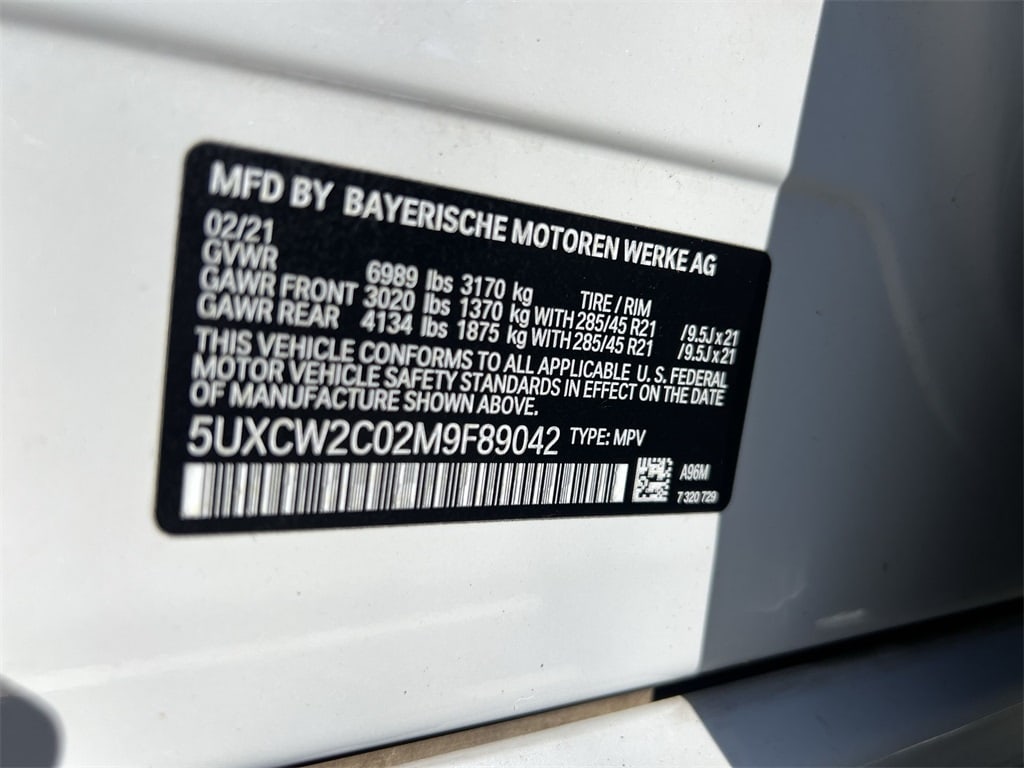 MFD BY BAYERISCHE MOTOREN WERKE AG
02/21
GVWR 6989 lbs 3170 kg TIRE / RIM
GAWR FRONT 3020 lbs 1370 kg WITH 285/45 R21 /9.5J x 21
GAWR REAR 4134 lbs 1875 kg WITH 285/45 R21 /9.5J x 21
THIS VEHICLE CONFORMS TO ALL APPLICABLE U.S. FEDERAL
MOTOR VEHICLE SAFETY STANDARDS IN EFFECT ON THE DATE
OF MANUFACTURE SHOWN ABOVE.
5UXCW2C02M9F89042 TYPE: MPV
A96M
7 320 729